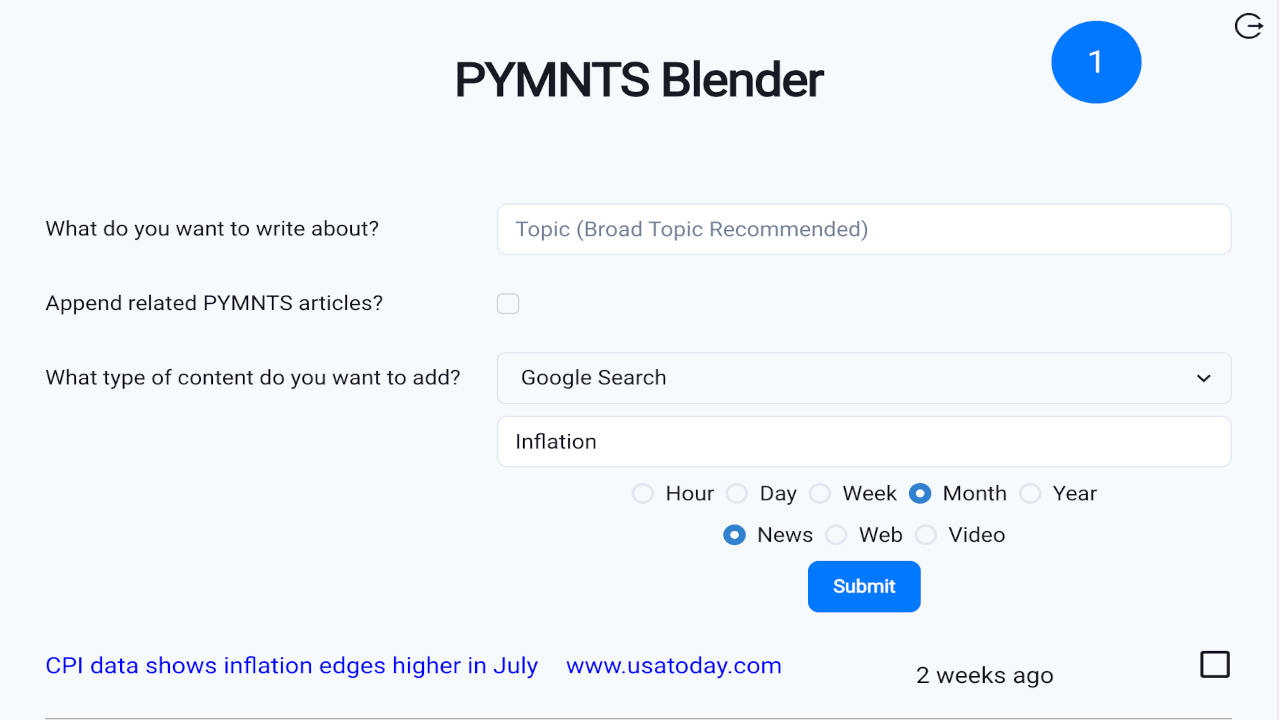 PYMNTS Blender
1
What do you want to write about?
Topic (Broad Topic Recommended)
Append related PYMNTS articles?
What type of content do you want to add?
Google Search
Inflation
Hour Day Week Month Year
News Web Video
Submit
CPI data shows inflation edges higher in July www.usatoday.com 2 weeks ago